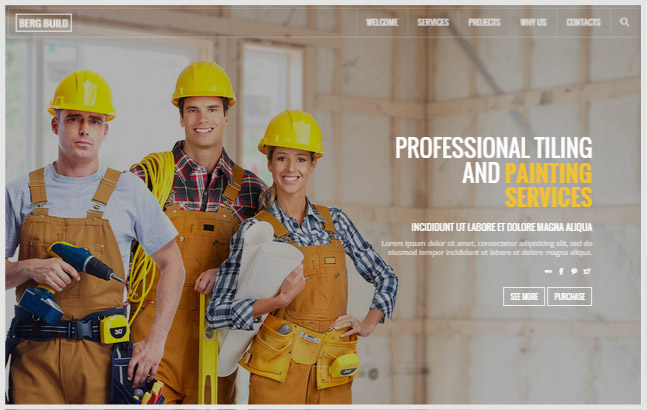 BERG BUILD
WELCOME SERVICES PROJECTS WHY US CONTACTS
PROFESSIONAL TILING
AND PAINTING
SERVICES
INCIDIDUNT UT LABORE ET DOLORE MAGNA ALIQUA
Lorem ipsum dolor sit amet, consectetur adipisicing elit, sed do
eiusmod tempor incididunt ut labore et dolore magna aliqua.
SEE MORE PURCHASE
30'